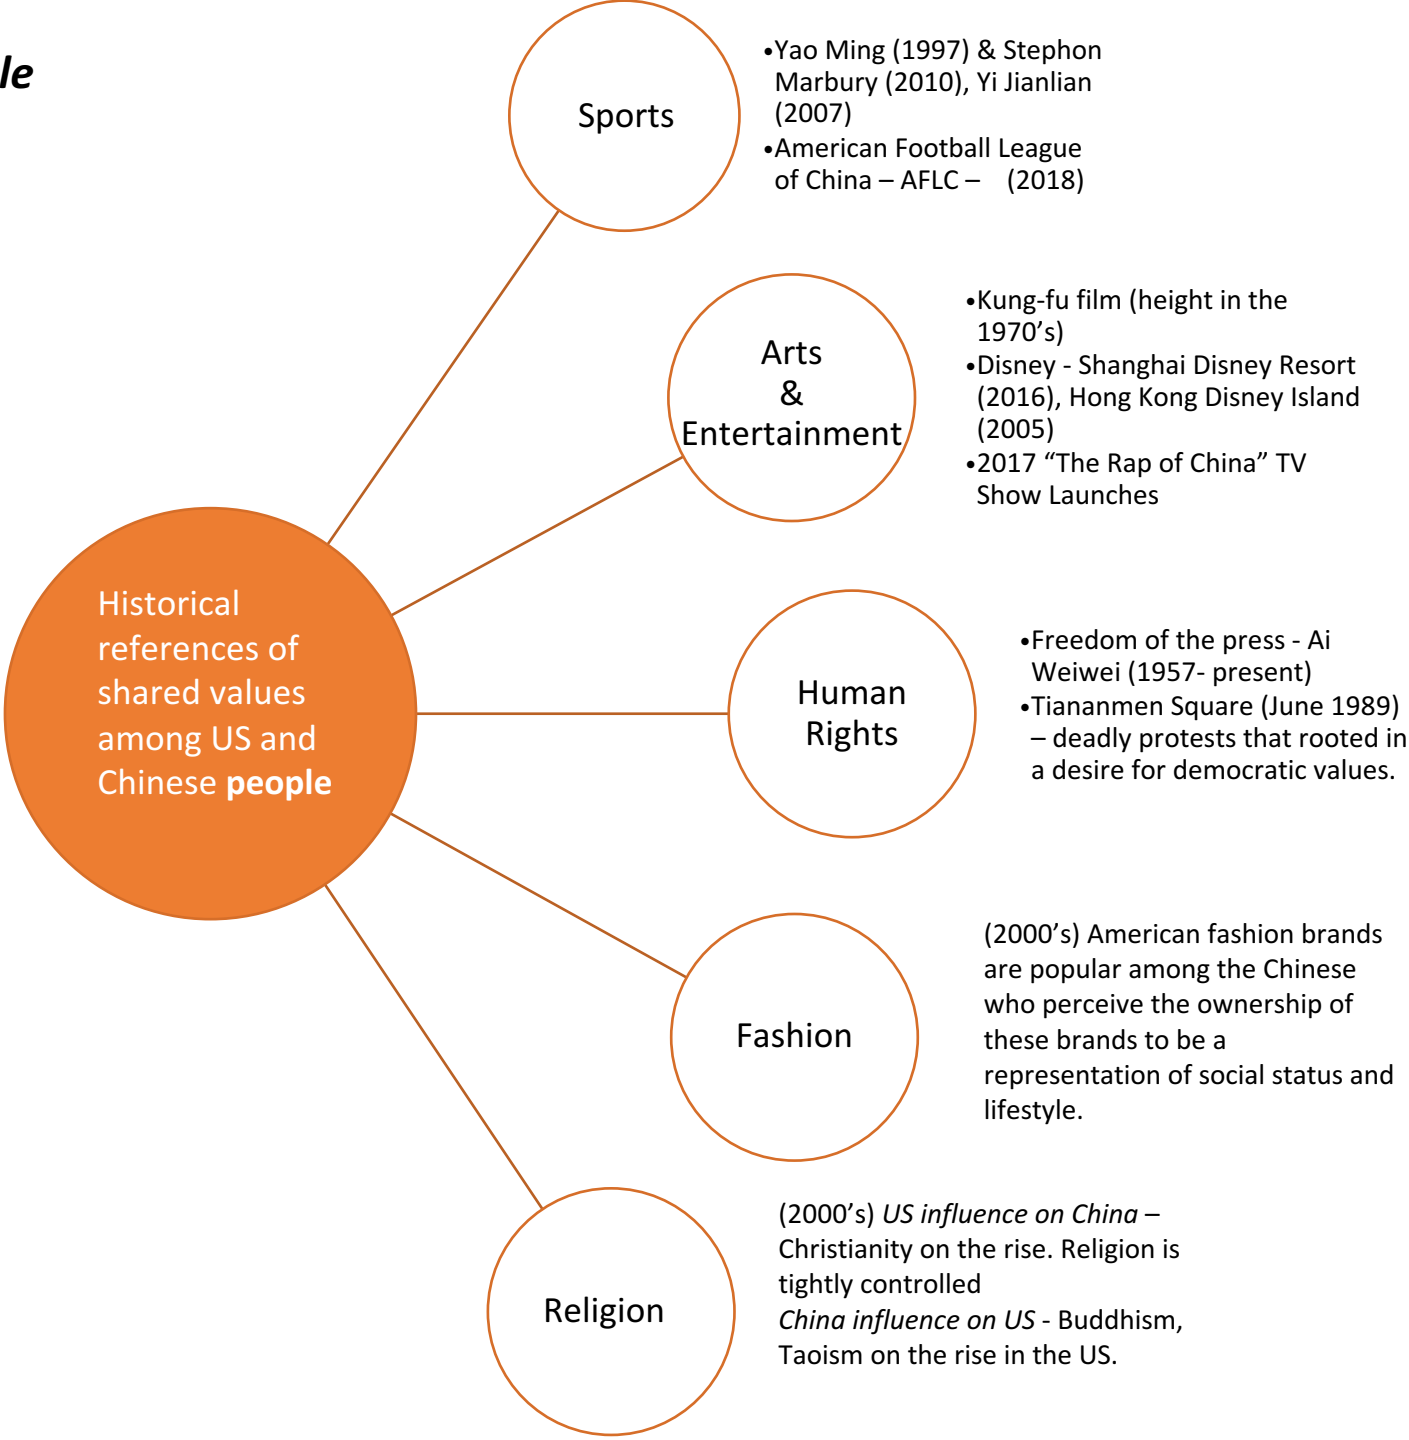 le
Sports
•Yao Ming (1997) & Stephon
Marbury (2010), Yi Jianlian
(2007)
•American Football League
of China – AFLC – (2018)
Arts
&
Entertainment
•Kung-fu film (height in the
1970’s)
•Disney - Shanghai Disney Resort
(2016), Hong Kong Disney Island
(2005)
•2017 “The Rap of China” TV
Show Launches
Historical
references of
shared values
among US and
Chinese people
Human
Rights
•Freedom of the press - Ai
Weiwei (1957- present)
•Tiananmen Square (June 1989)
– deadly protests that rooted in
a desire for democratic values.
Fashion
(2000’s) American fashion brands
are popular among the Chinese
who perceive the ownership of
these brands to be a
representation of social status and
lifestyle.
Religion
(2000’s) US influence on China –
Christianity on the rise. Religion is
tightly controlled
China influence on US - Buddhism,
Taoism on the rise in the US.